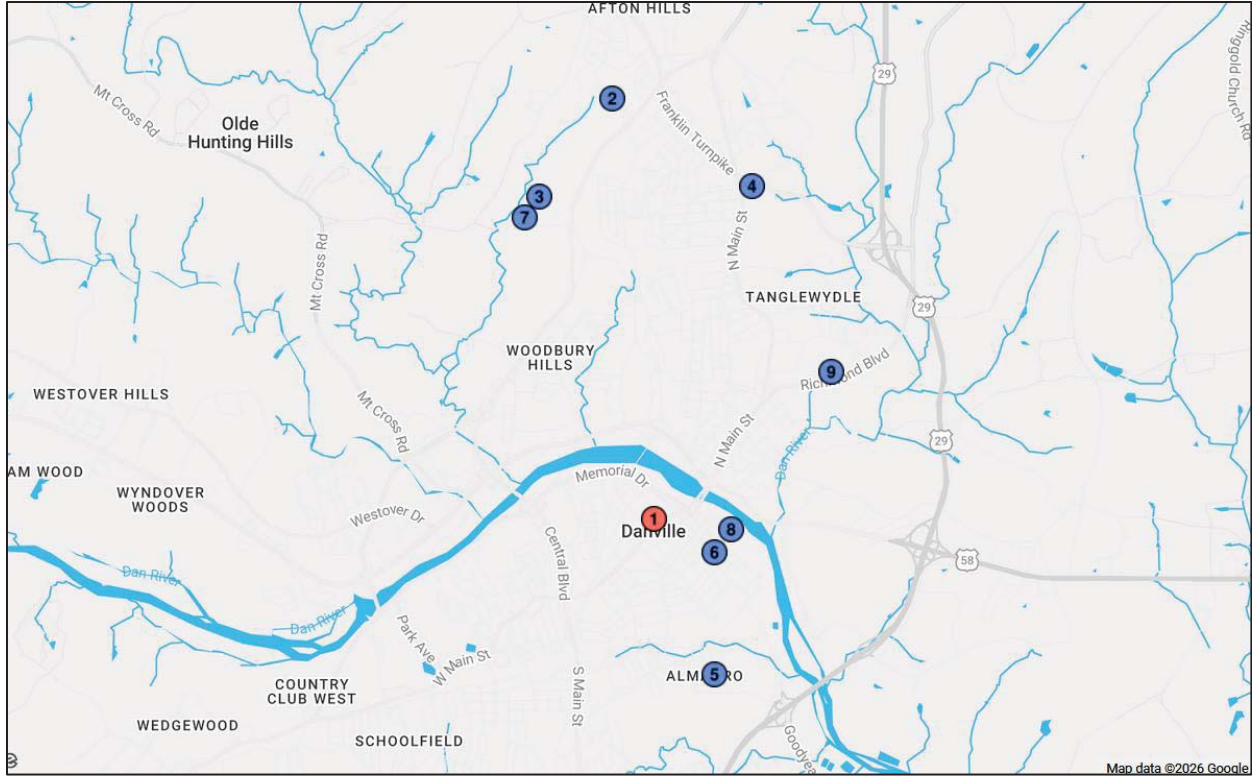 AFTON HILLS
29
Ringgold Church Rd
Mt Cross Rd
2
Franklin Turnpike
Olde
Hunting Hills
4
3
7
N Main St
Mt Cross Rd
TANGLEWYDLE
29
WOODBURY
HILLS
9
Richmond Blvd
WESTOVER HILLS
Mt Cross Rd
N Main St
29
Dan River
AM WOOD
Memorial Dr
WYNDOVER
WOODS
Westover Dr
1
Danville
8
6
Central Blvd
58
Dan River
Dan River
Park Ave
W Main St
5
S Main St
COUNTRY
CLUB WEST
WEDGEWOOD
SCHOOLFIELD
Map data ©2026 Google